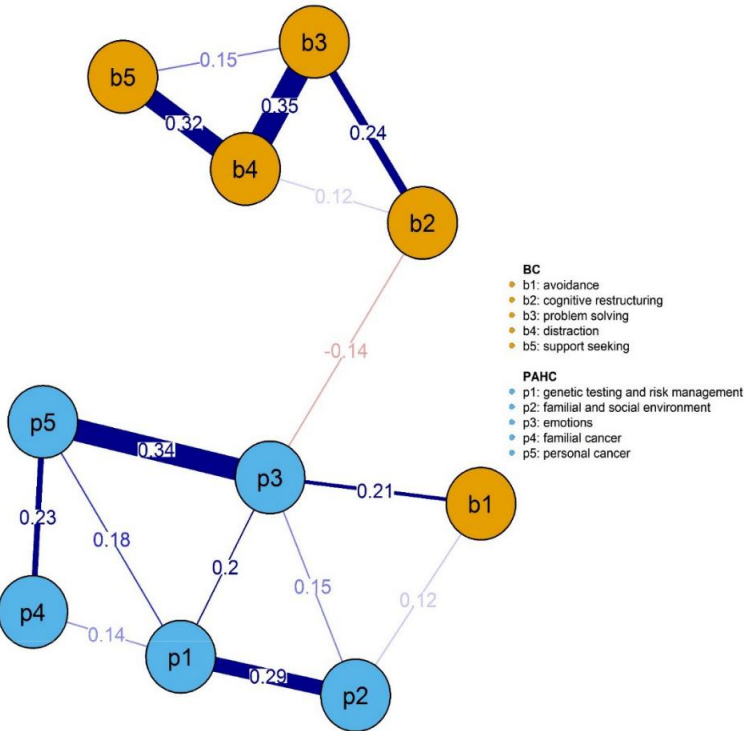 b3
b5
0.15
0.35
0.32
0.24
b4
0.12
b2
BC
b1: avoidance
b2: cognitive restructuring
b3: problem solving
b4: distraction
b5: support seeking
-0.14
PAHC
p1: genetic testing and risk management
p2: familial and social environment
p3: emotions
p4: familial cancer
p5: personal cancer
p5
0.34
p3
0.21
b1
0.23
0.18
0.2
0.15
0.12
p4
0.14
p1
0.29
p2